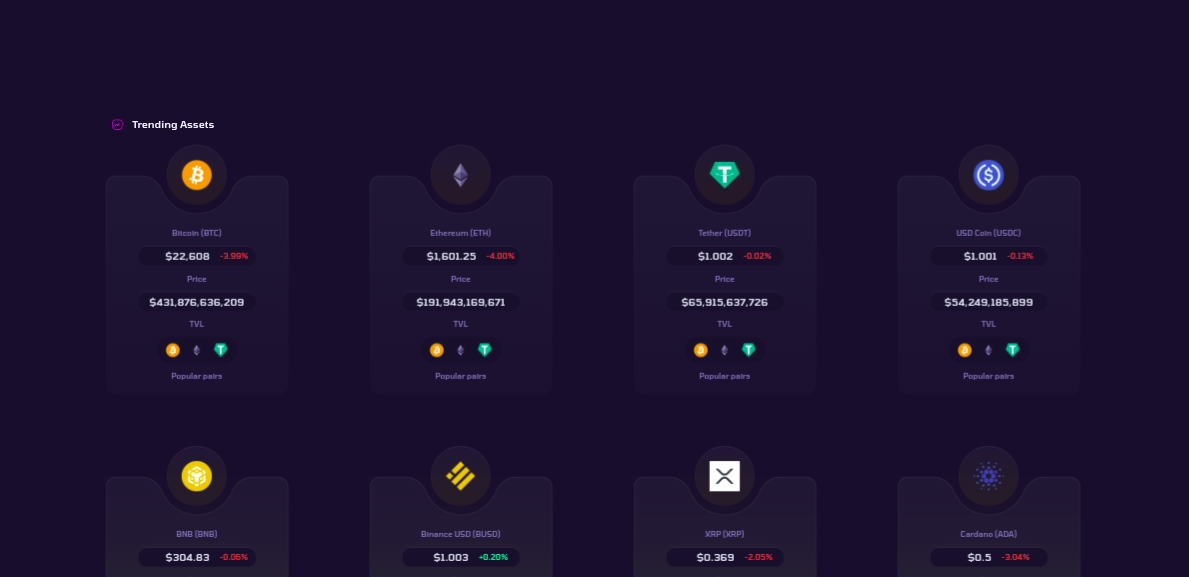 Trending Assets
Bitcoin (BTC)
$22,608 -3.99%
Price
$431,876,636,209
TVL
Popular pairs
Ethereum (ETH)
$1,601.25 -4.00%
Price
$191,943,169,671
TVL
Popular pairs
Tether (USDT)
$1.002 -0.02%
Price
$65,915,637,726
TVL
Popular pairs
USD Coin (USDC)
$1.001 -0.13%
Price
$54,249,185,899
TVL
Popular pairs
BNB (BNB)
$304.83 -0.06%
Binance USD (BUSD)
$1.003 +0.20%
XRP (XRP)
$0.369 -2.05%
Cardano (ADA)
$0.5 -3.04%